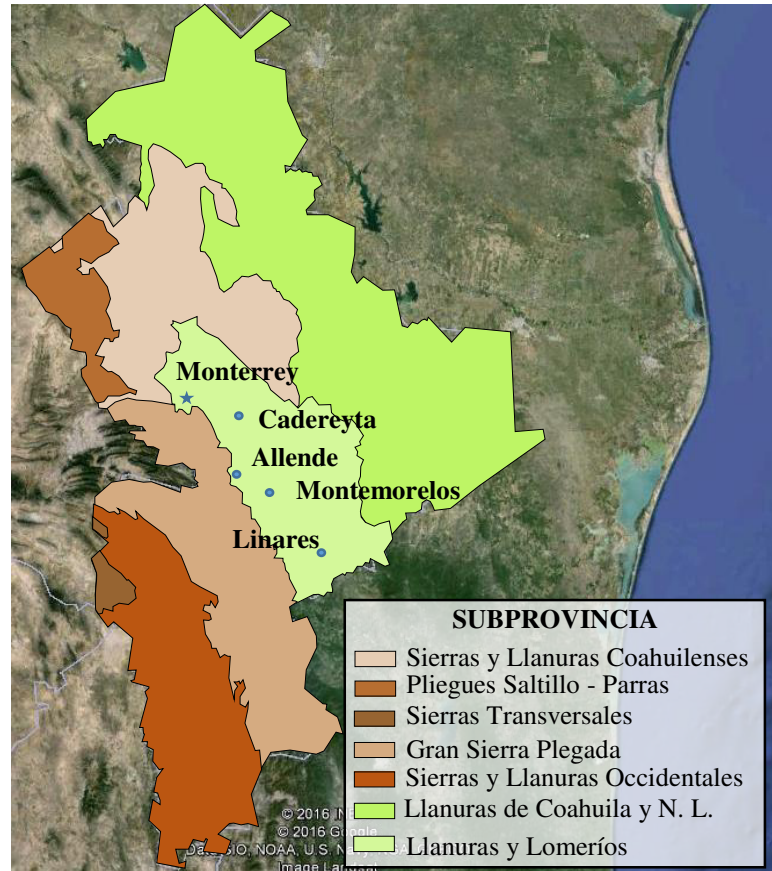 Monterrey
Cadereyta
Allende
Montemorelos
Linares
SUBPROVINCIA
Sierras y Llanuras Coahuilenses
Pliegues Saltillo - Parras
Sierras Transversales
Gran Sierra Plegada
Sierras y Llanuras Occidentales
Llanuras de Coahuila y N. L.
Llanuras y Lomeríos
© 2016
© 2016 Google
SIO, NOAA, U.S.
Image